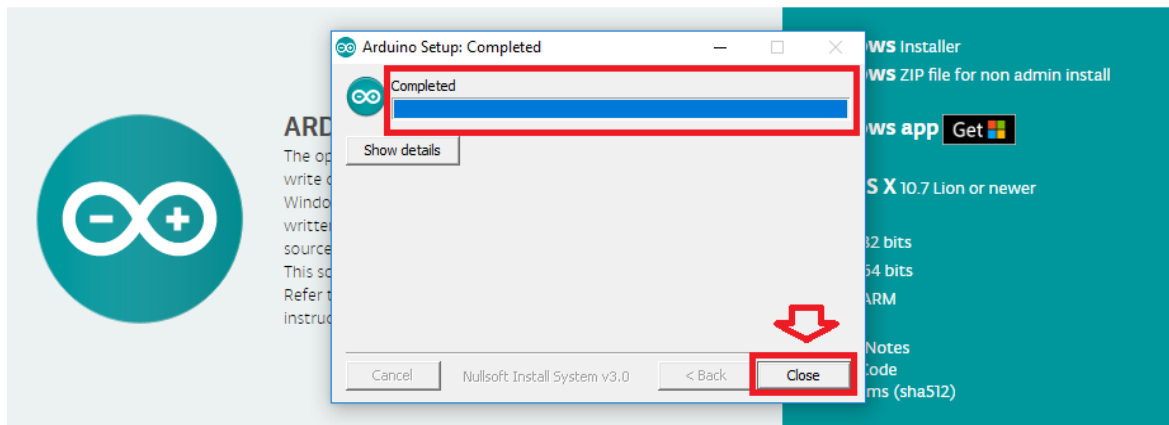 Arduino Setup: Completed
Completed
Show details
Cancel
Nullsoft Install System v3.0
< Back
Close
ARD
The op
write c
Windo
writte
source
This so
Refer t
instruc
ws Installer
ws ZIP file for non admin install
ws app Get
S X 10.7 Lion or newer
32 bits
64 bits
ARM
Notes
Code
ms (sha512)